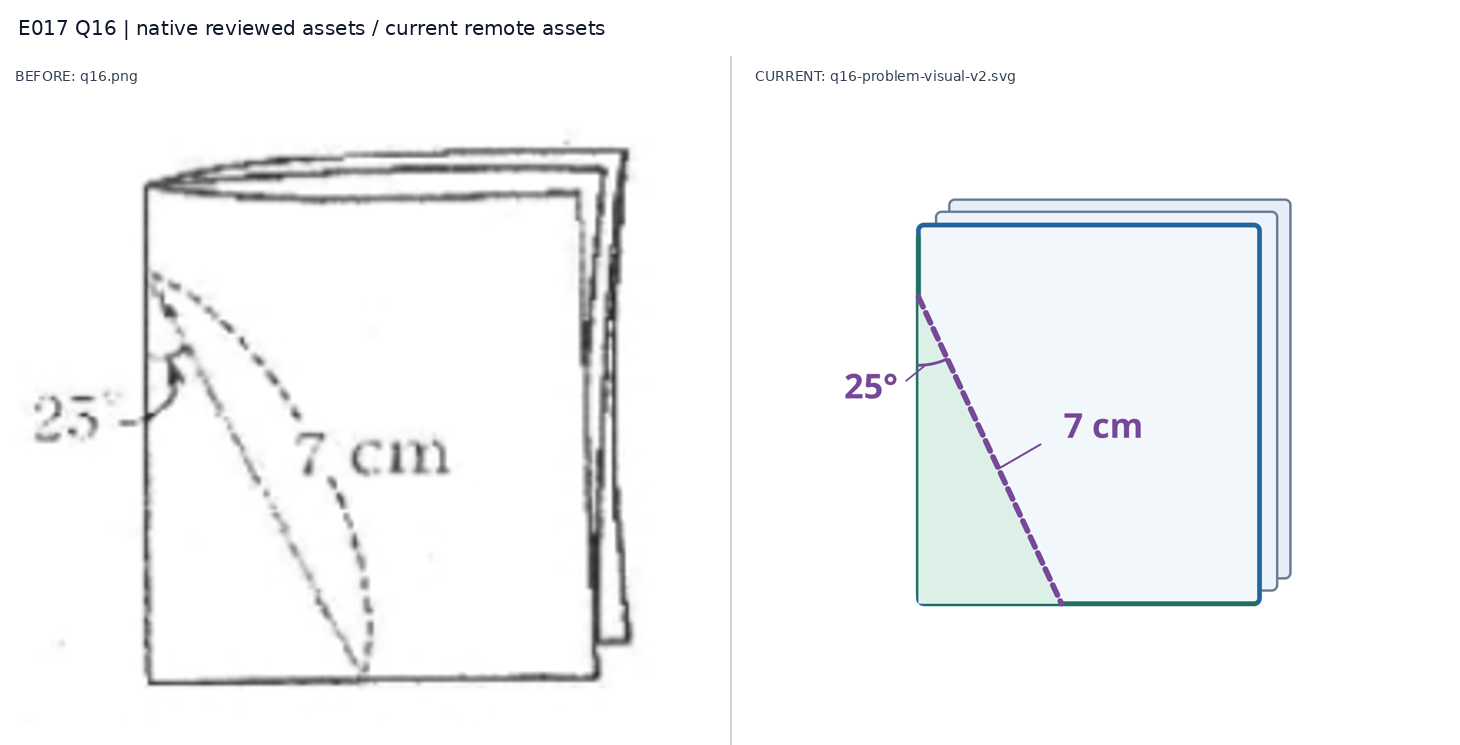 E017 Q16 | native reviewed assets / current remote assets
BEFORE: q16.png
CURRENT: q16-problem-visual-v2.svg
25°
7 cm
25°
7 cm